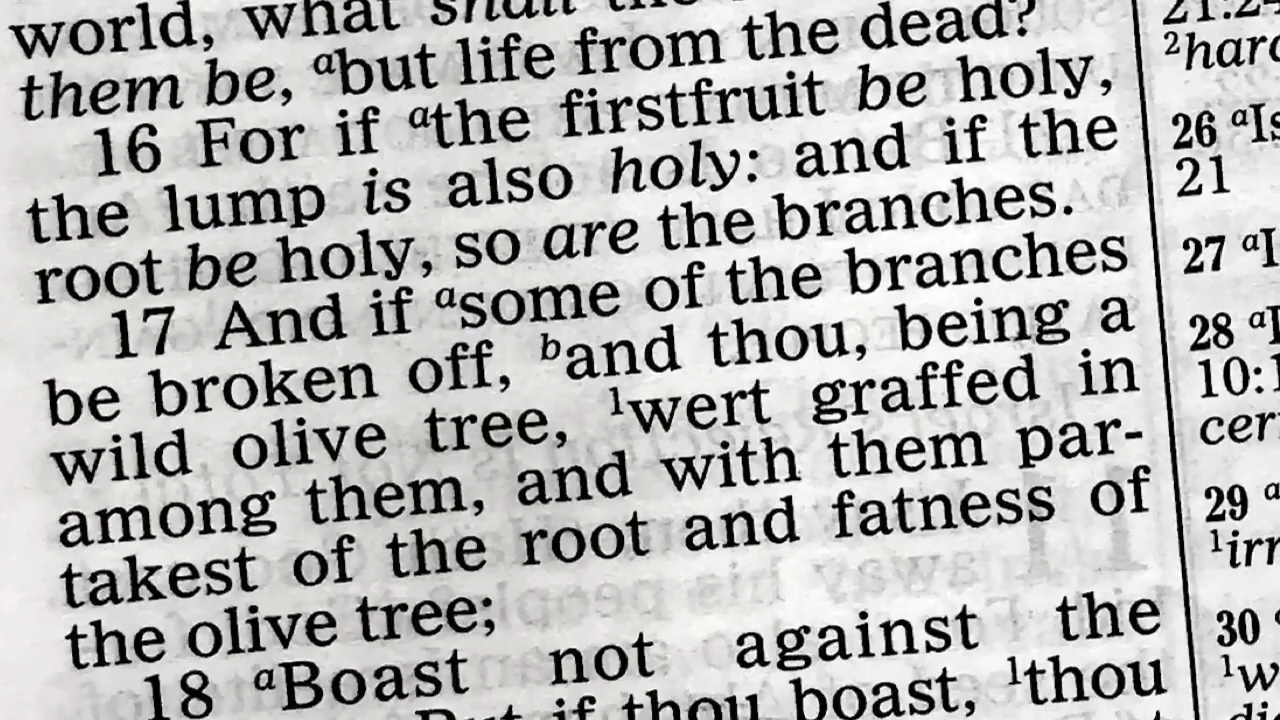 world, what shall the
them be, ᵃbut life from the dead?
16 For if ᵃthe firstfruit be holy,
the lump is also holy: and if the
root be holy, so are the branches.
17 And if ᵃsome of the branches
be broken off, ᵇand thou, being a
wild olive tree, ¹wert graffed in
among them, and with them par-
takest of the root and fatness of
the olive tree;
18 ᵃBoast not against the
But if thou boast, ¹thou
21:24
²hard
26 ᵃIs
21
27 ᵃI
28 ᵃ
10:1
cer
29 ᵃ
¹irr
30
¹w
di